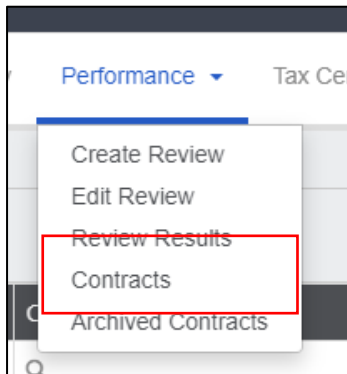 Performance Tax Ce
Create Review
Edit Review
Review Results
Contracts
Archived Contracts